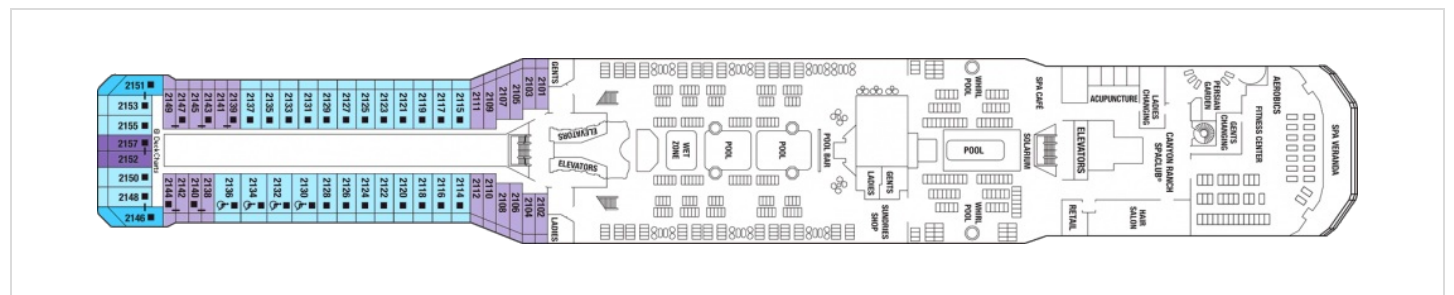 2151
2153
2155
2157
2152
2150
2148
2146
© DeckCharts
2149
2147
2145
2143
2141
2139
2137
2135
2133
2131
2129
2127
2125
2123
2121
2119
2117
2115
2111
2109
2107
2105
2103
2101
2144
2142
2140
2138
2136
2134
2132
2130
2128
2126
2124
2122
2120
2118
2116
2114
2112
2110
2108
2106
2104
2102
GENTS
LADIES
ELEVATORS
ELEVATORS
WET
ZONE
POOL
POOL
POOL BAR
GENTS
LADIES
SUNDRIES
SHOP
WHIRL
POOL
POOL
WHIRL
POOL
SPA CAFÉ
SOLARIUM
ELEVATORS
RETAIL
ACUPUNCTURE
LADIES
CHANGING
CANYON RANCH
SPACLUB®
HAIR
SALON
PERSIAN
GARDEN
GENTS
CHANGING
AEROBICS
FITNESS CENTER
SPA VERANDA